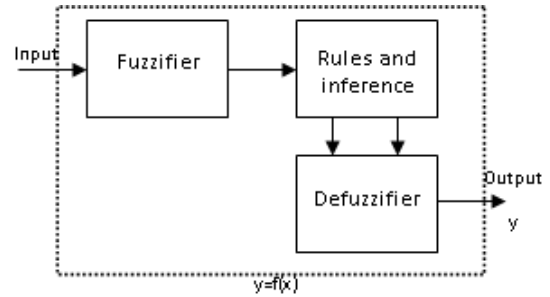 Input
Fuzzifier
Rules and
inference
Defuzzifier
Output
y
y=f(x)